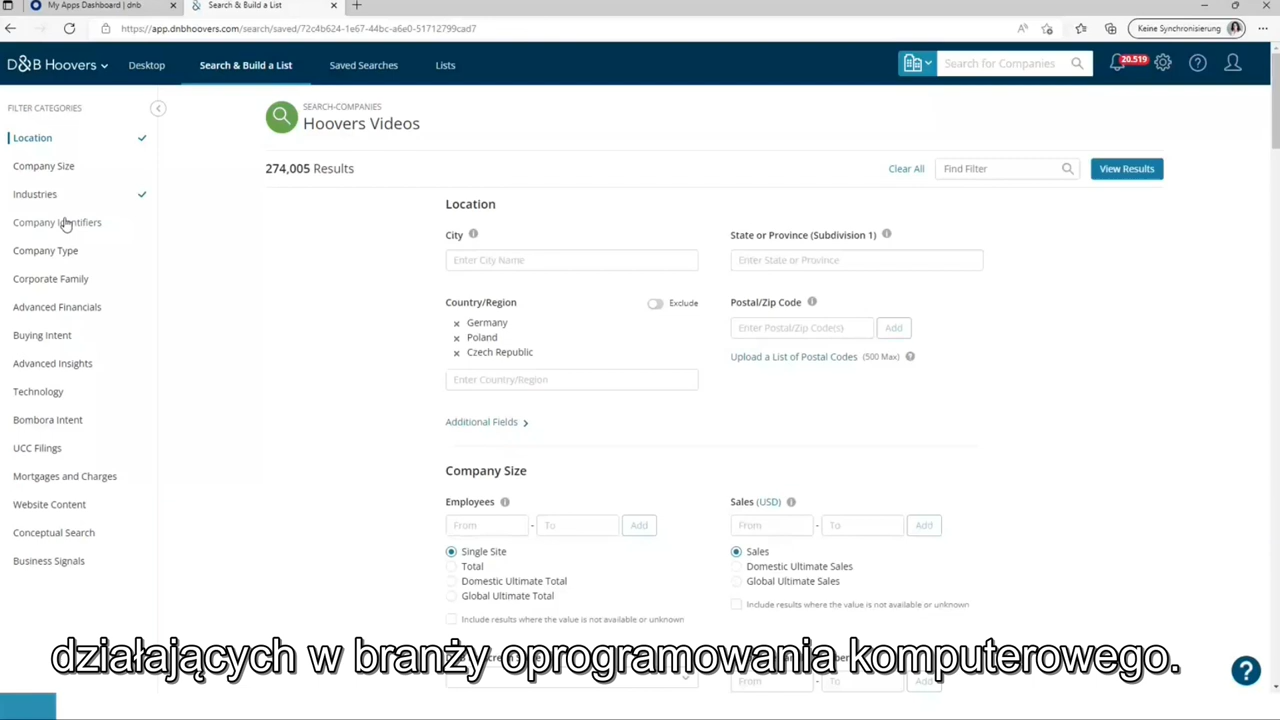 My Apps Dashboard | dnb
Search & Build a List
https://app.dnbhoovers.com/search/saved/72c4b624-1e67-44bc-a6e0-51712799cad7
Keine Synchronisierung
D&B Hoovers
Desktop
Search & Build a List
Saved Searches
Lists
Search for Companies
20.519
FILTER CATEGORIES
Location
Company Size
Industries
Company Identifiers
Company Type
Corporate Family
Advanced Financials
Buying Intent
Advanced Insights
Technology
Bombora Intent
UCC Filings
Mortgages and Charges
Website Content
Conceptual Search
Business Signals
SEARCH-COMPANIES
Hoovers Videos
274,005 Results
Clear All
Find Filter
View Results
Location
City
Enter City Name
State or Province (Subdivision 1)
Enter State or Province
Country/Region
Exclude
Germany
Poland
Czech Republic
Enter Country/Region
Postal/Zip Code
Enter Postal/Zip Code(s)
Add
Upload a List of Postal Codes (500 Max)
Additional Fields
Company Size
Employees
From - To Add
Single Site
Total
Domestic Ultimate Total
Global Ultimate Total
Include results where the value is not available or unknown
Sales (USD)
From - To Add
Sales
Domestic Ultimate Sales
Global Ultimate Sales
Include results where the value is not available or unknown
From - To Add
działających w branży oprogramowania komputerowego.